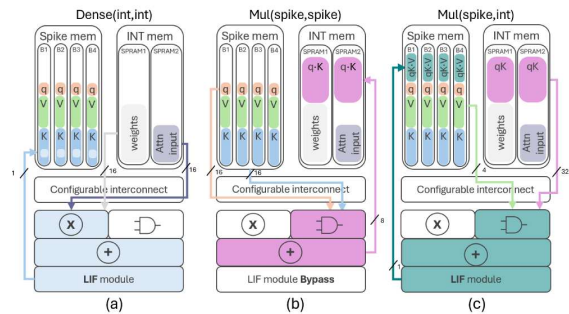 Dense(int,int)
Spike mem
INT mem
B1 B2 B3 B4
SPRAM1 SPRAM2
q q q q
V V V V
K K K K
weights
Attn input
1
16
16
Configurable interconnect
X
+
LIF module
(a)
Mul(spike,spike)
Spike mem
INT mem
B1 B2 B3 B4
SPRAM1 SPRAM2
q-K q-K
q q q q
V V V V
K K K K
weights
Attn input
16
16
Configurable interconnect
8
X
+
LIF module Bypass
(b)
Mul(spike,int)
Spike mem
INT mem
B1 B2 B3 B4
SPRAM1 SPRAM2
qK-V qK-V qK-V qK-V
qK qK
q q q q
V V V V
K K K K
weights
Attn input
4
32
Configurable interconnect
X
+
1
LIF module
(c)